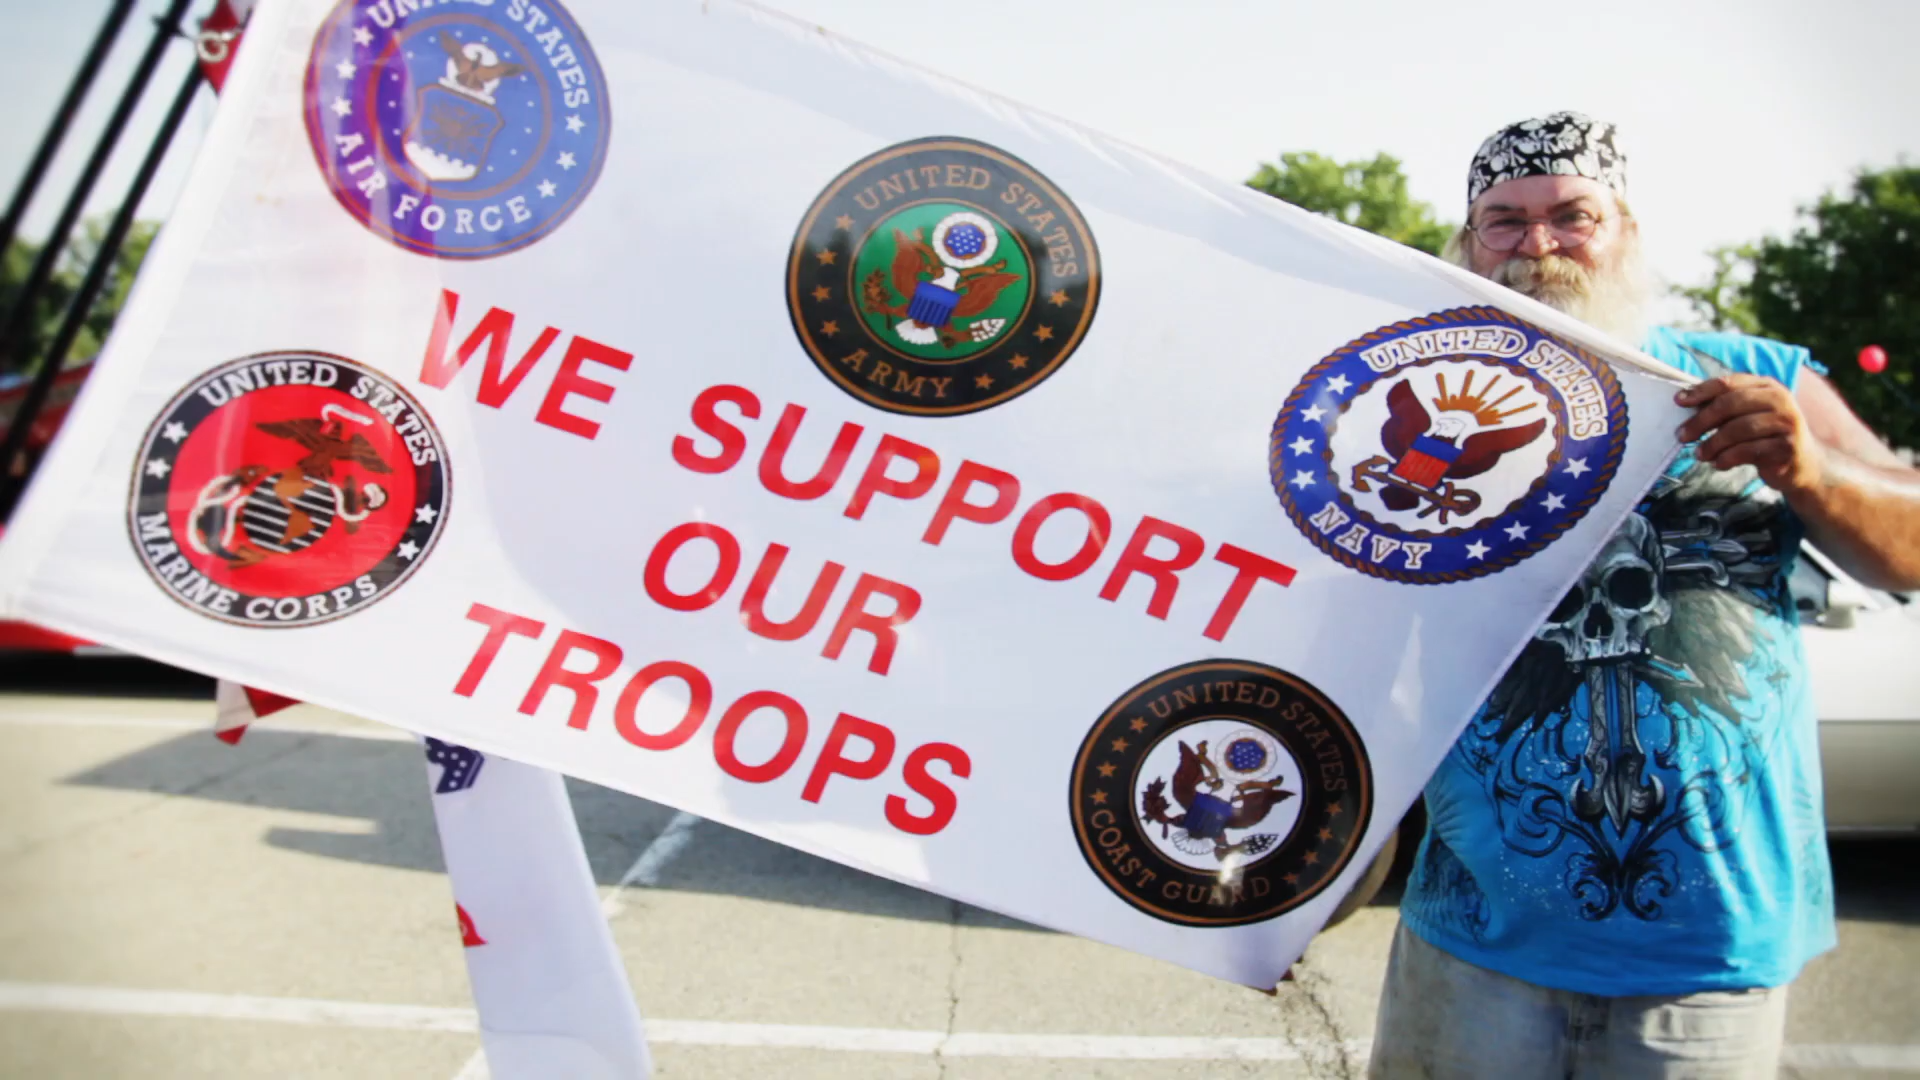 UNITED STATES
AIR FORCE
UNITED STATES
ARMY
UNITED STATES
NAVY
UNITED STATES
MARINE CORPS
WE SUPPORT
OUR
TROOPS
UNITED STATES
COAST GUARD